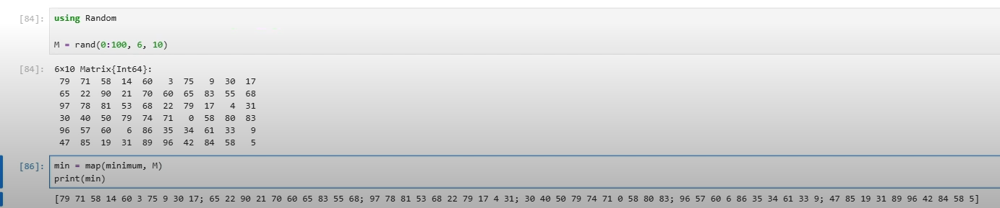 [84]: using Random
M = rand(0:100, 6, 10)
[84]: 6×10 Matrix{Int64}:
79 71 58 14 60 3 75 9 30 17
65 22 90 21 70 60 65 83 55 68
97 78 81 53 68 22 79 17 4 31
30 40 50 79 74 71 0 58 80 83
96 57 60 6 86 35 34 61 33 9
47 85 19 31 89 96 42 84 58 5
[86]: min = map(minimum, M)
print(min)
[79 71 58 14 60 3 75 9 30 17; 65 22 90 21 70 60 65 83 55 68; 97 78 81 53 68 22 79 17 4 31; 30 40 50 79 74 71 0 58 80 83; 96 57 60 6 86 35 34 61 33 9; 47 85 19 31 89 96 42 84 58 5]